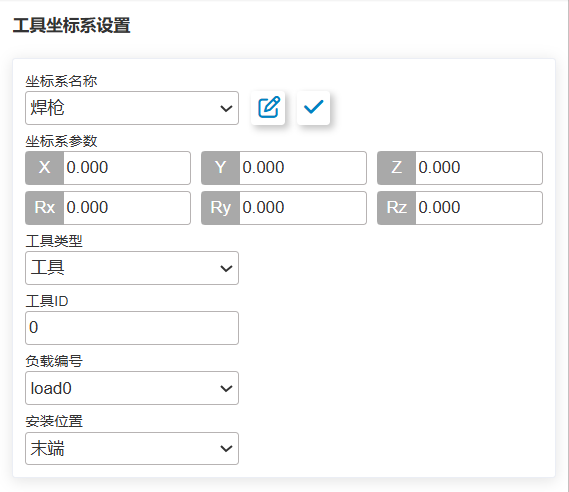 工具坐标系设置
坐标系名称
焊枪
坐标系参数
X 0.000 Y 0.000 Z 0.000
Rx 0.000 Ry 0.000 Rz 0.000
工具类型
工具
工具ID
0
负载编号
load0
安装位置
末端